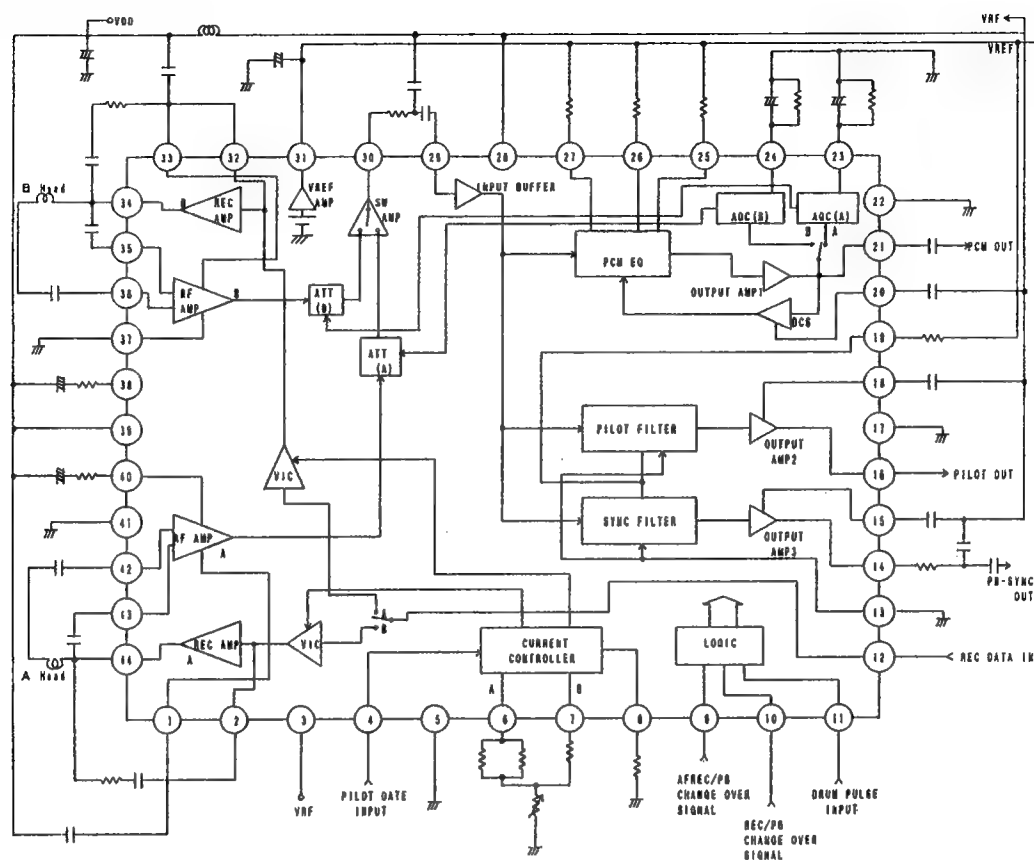 VDD
VRF
VREF
33
32
31
30
29
28
27
26
25
24
23
B Head
34
B
REC
AMP
VREF
AMP
SW
AMP
INPUT BUFFER
AGC(B)
AGC(A)
22
35
B
A
21
PCM OUT
PCM EQ
36
RF
AMP
B
ATT
(B)
OUTPUT AMP1
20
37
ATT
(A)
19
38
18
39
PILOT FILTER
OUTPUT
AMP2
17
40
VIC
16
PILOT OUT
41
RF AMP
A
SYNC FILTER
OUTPUT
AMP3
15
42
14
PB-SYNC
OUT
43
A
B
13
A Head
44
REC AMP
A
VIC
CURRENT
CONTROLLER
LOGIC
12
REC DATA IN
A
B
1
2
3
4
5
6
7
8
9
10
11
VRF
PILOT GATE
INPUT
AFREC/PB
CHANGE OVER
SIGNAL
REC/PB
CHANGE OVER
SIGNAL
DRUM PULSE
INPUT